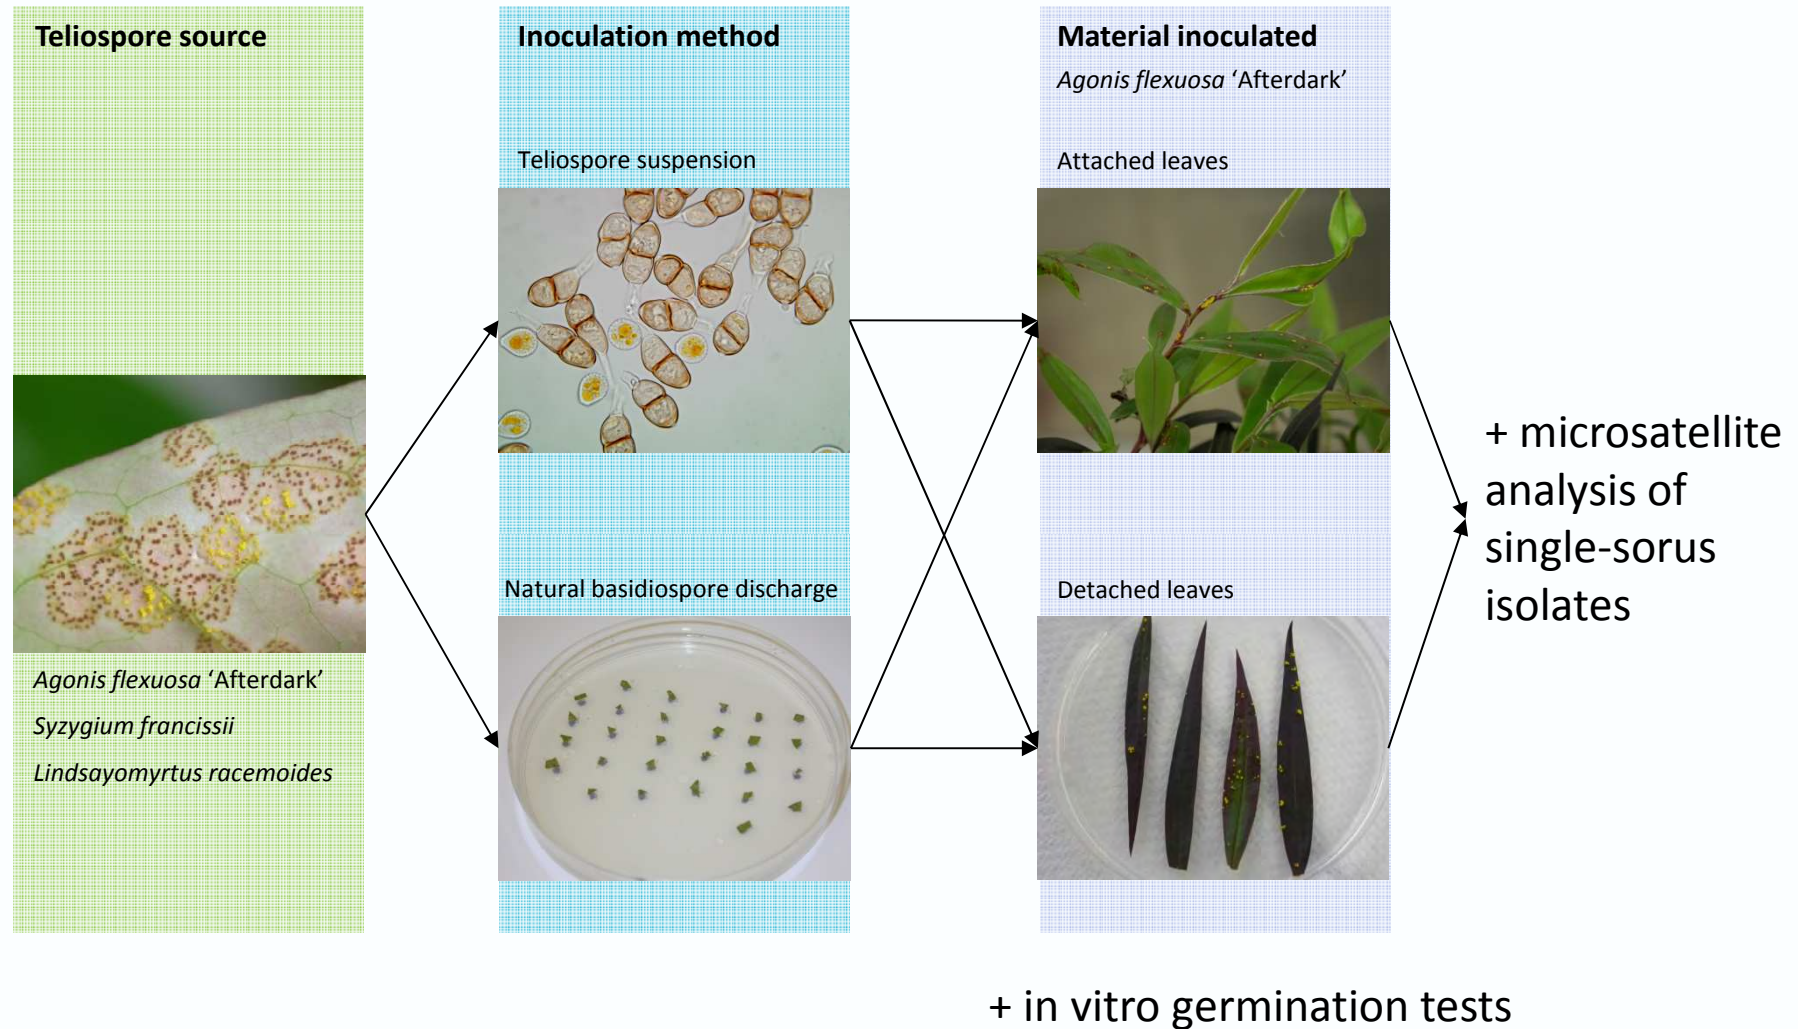 Teliospore source
Agonis flexuosa ‘Afterdark’
Syzygium francissii
Lindsayomyrtus racemoides
Inoculation method
Teliospore suspension
Natural basidiospore discharge
Material inoculated
Agonis flexuosa ‘Afterdark’
Attached leaves
Detached leaves
+ microsatellite
analysis of
single-sorus
isolates
+ in vitro germination tests